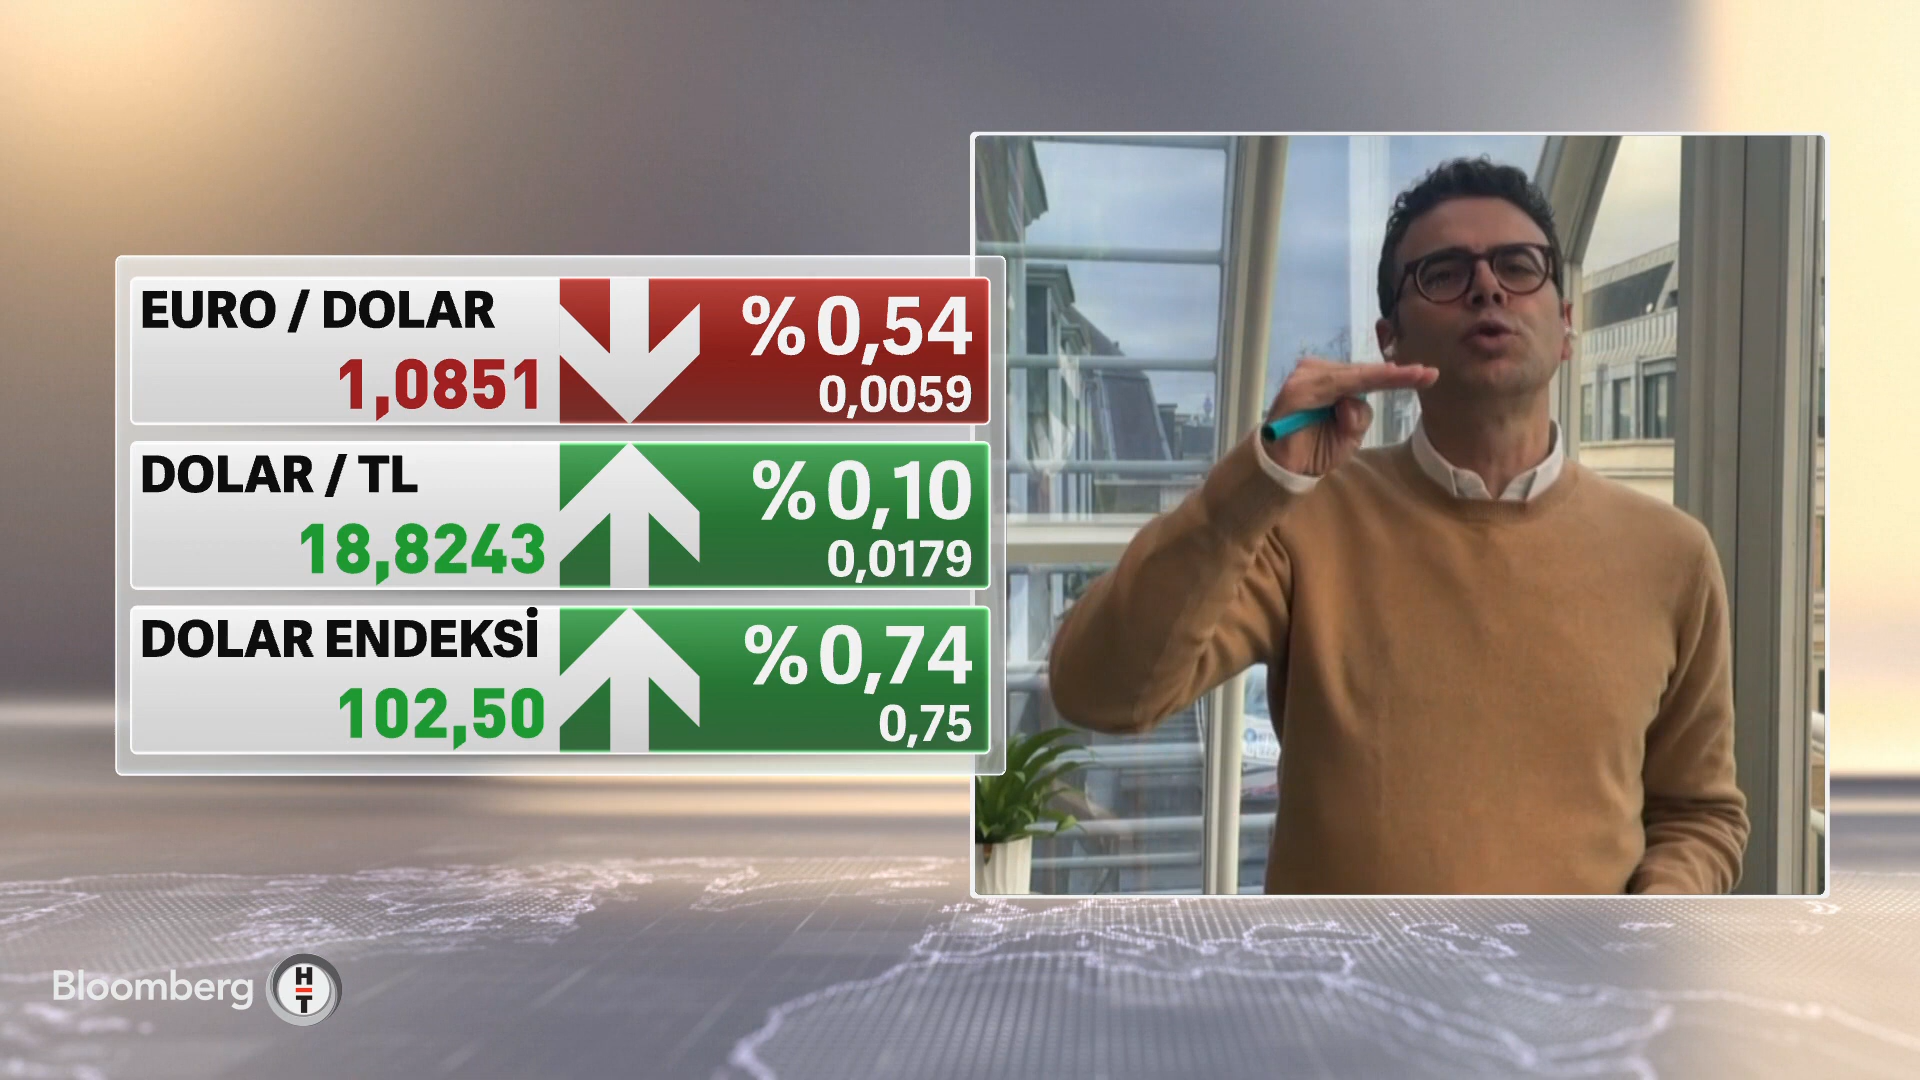 EURO / DOLAR
1,0851
%0,54
0,0059
DOLAR / TL
18,8243
%0,10
0,0179
DOLAR ENDEKSİ
102,50
%0,74
0,75
Bloomberg HT